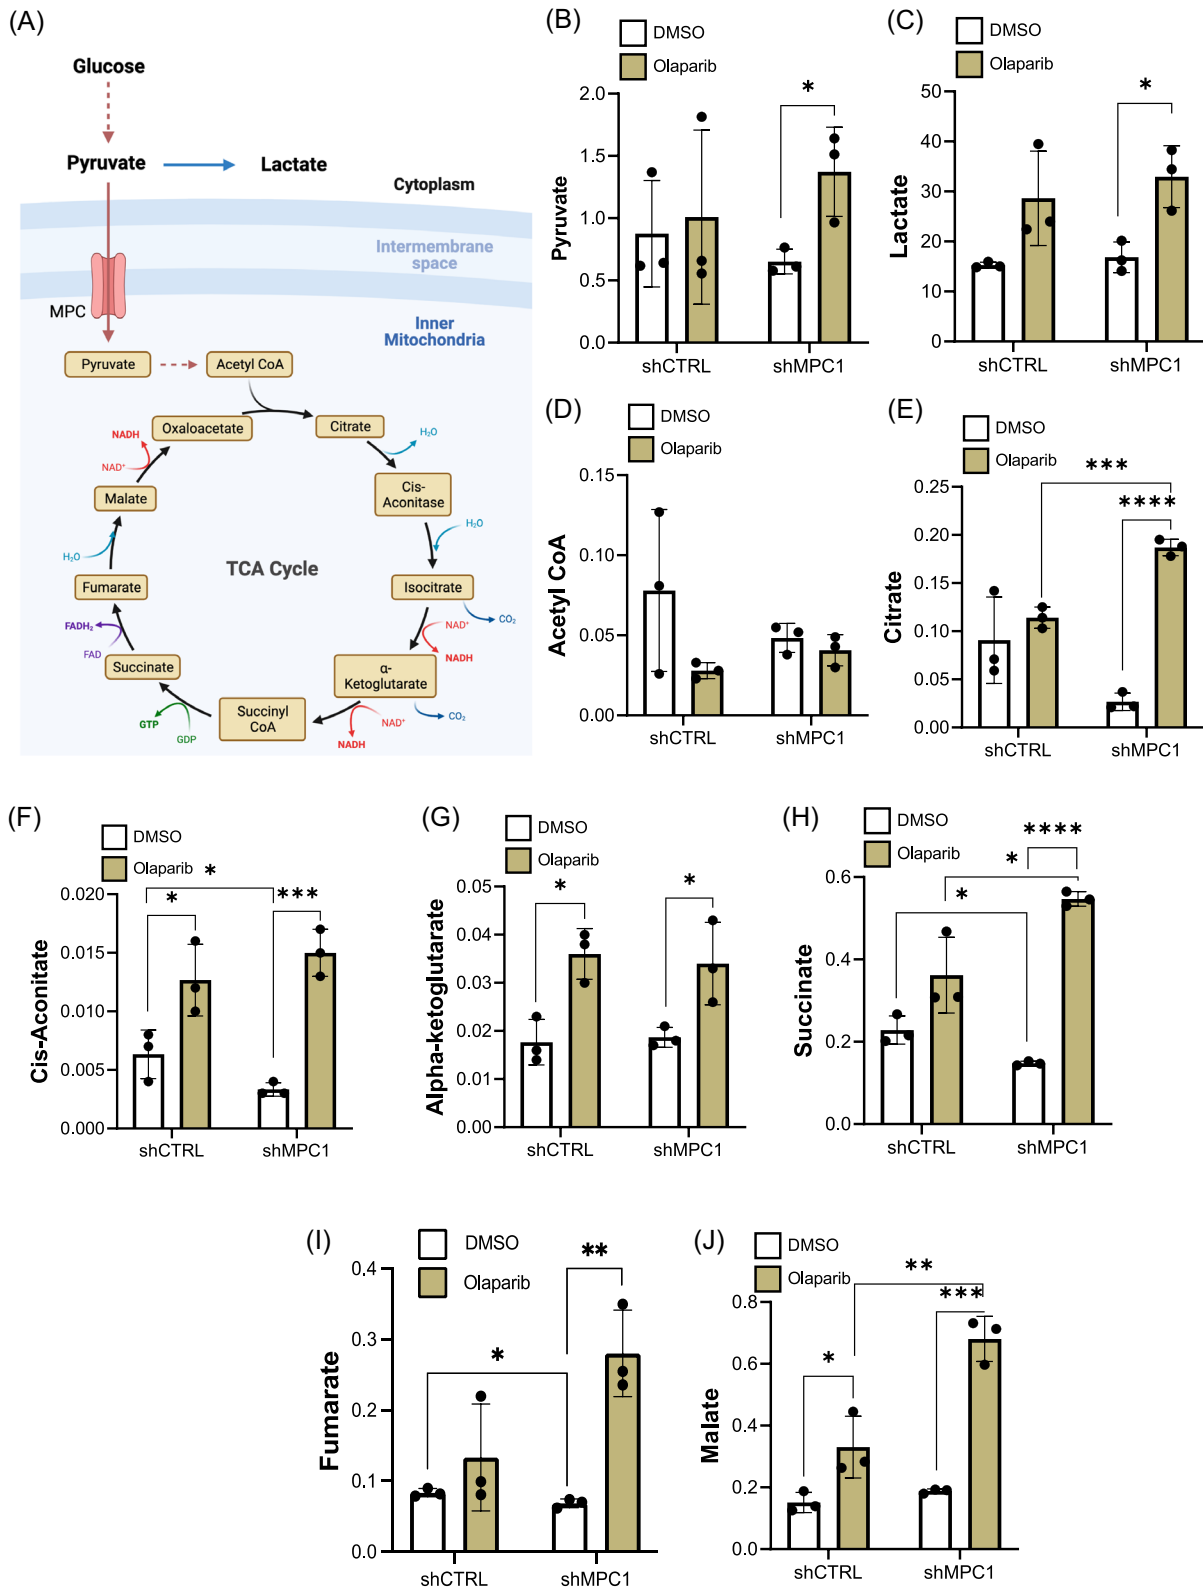 (A)
Glucose
Pyruvate
Lactate
Cytoplasm
Intermembrane
space
MPC
Inner
Mitochondria
Pyruvate
Acetyl CoA
Oxaloacetate
Citrate
NADH
NAD⁺
H₂O
Malate
Cis-
Aconitase
H₂O
H₂O
TCA Cycle
Fumarate
Isocitrate
CO₂
FADH₂
FAD
NAD⁺
NADH
Succinate
α-
Ketoglutarate
GTP
GDP
Succinyl
CoA
NAD⁺
NADH
CO₂
(B)
DMSO
Olaparib
Pyruvate
2.0
1.5
1.0
0.5
0.0
*
shCTRL
shMPC1
(C)
DMSO
Olaparib
Lactate
50
40
30
20
10
0
*
shCTRL
shMPC1
(D)
DMSO
Olaparib
Acetyl CoA
0.15
0.10
0.05
0.00
shCTRL
shMPC1
(E)
DMSO
Olaparib
Citrate
0.25
0.20
0.15
0.10
0.05
0.00
***
****
shCTRL
shMPC1
(F)
DMSO
Olaparib
Cis-Aconitate
0.020
0.015
0.010
0.005
0.000
*
*
***
shCTRL
shMPC1
(G)
DMSO
Olaparib
Alpha-ketoglutarate
0.05
0.04
0.03
0.02
0.01
0.00
*
*
shCTRL
shMPC1
(H)
DMSO
Olaparib
Succinate
0.6
0.4
0.2
0.0
****
*
*
shCTRL
shMPC1
(I)
DMSO
Olaparib
Fumarate
0.4
0.3
0.2
0.1
0.0
**
*
shCTRL
shMPC1
(J)
DMSO
Olaparib
Malate
0.8
0.6
0.4
0.2
0.0
**
***
*
shCTRL
shMPC1